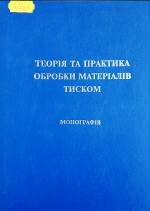 ТЕОРІЯ ТА ПРАКТИКА
ОБРОБКИ МАТЕРІАЛІВ
ТИСКОМ
МОНОГРАФІЯ